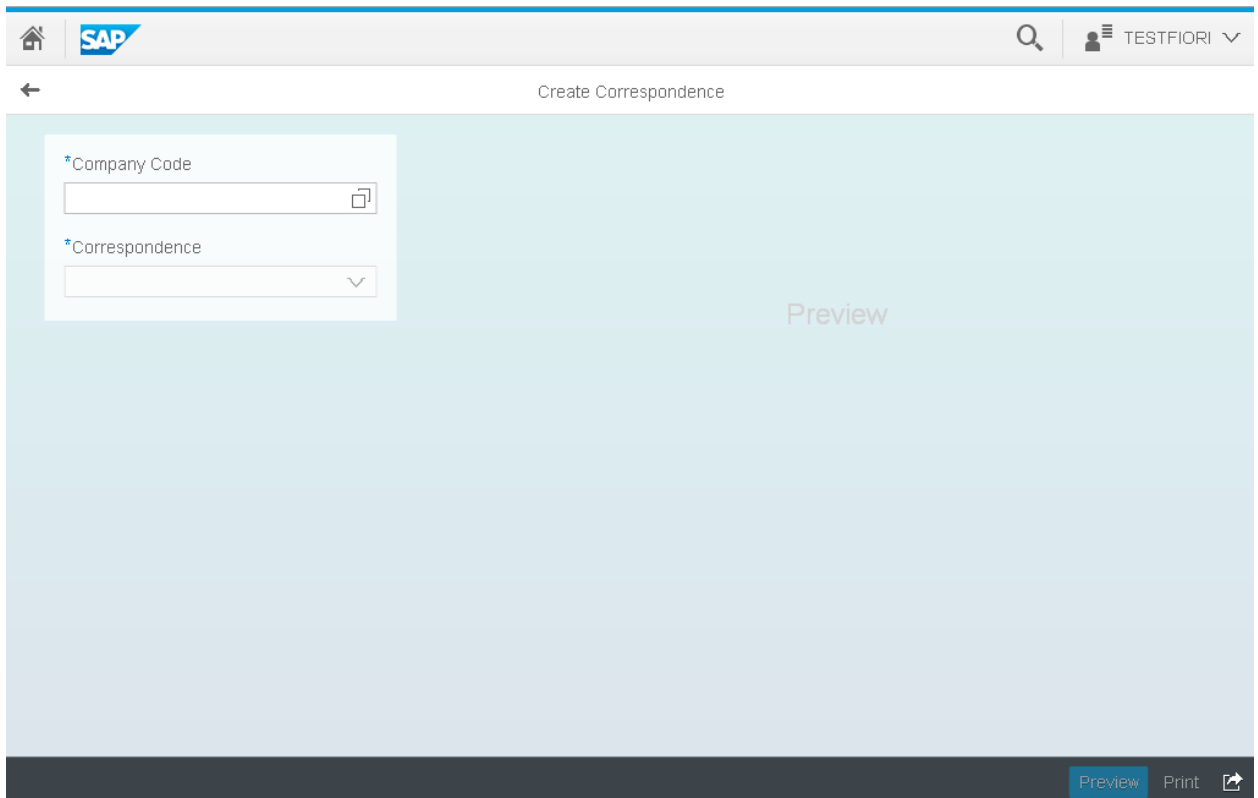 SAP
TESTFIORI
Create Correspondence
*Company Code
*Correspondence
Preview
Preview Print